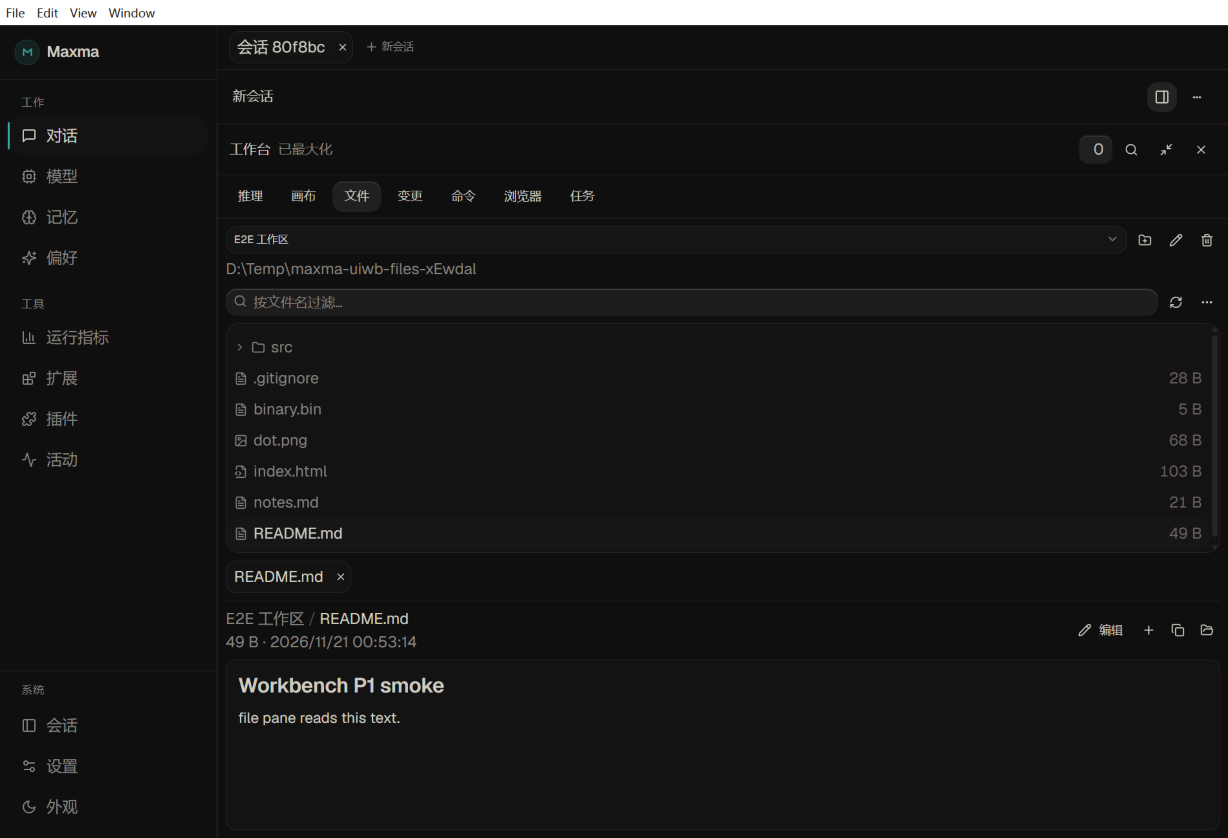 File Edit View Window
M Maxma
会话 80f8bc × + 新会话
工作
对话
模型
记忆
偏好
工具
运行指标
扩展
插件
活动
系统
会话
设置
外观
新会话
工作台 已最大化
0
推理 画布 文件 变更 命令 浏览器 任务
E2E 工作区
D:\Temp\maxma-uiwb-files-xEwdal
按文件名过滤...
src
.gitignore 28 B
binary.bin 5 B
dot.png 68 B
index.html 103 B
notes.md 21 B
README.md 49 B
README.md ×
E2E 工作区 / README.md
49 B · 2026/11/21 00:53:14
编辑
Workbench P1 smoke
file pane reads this text.